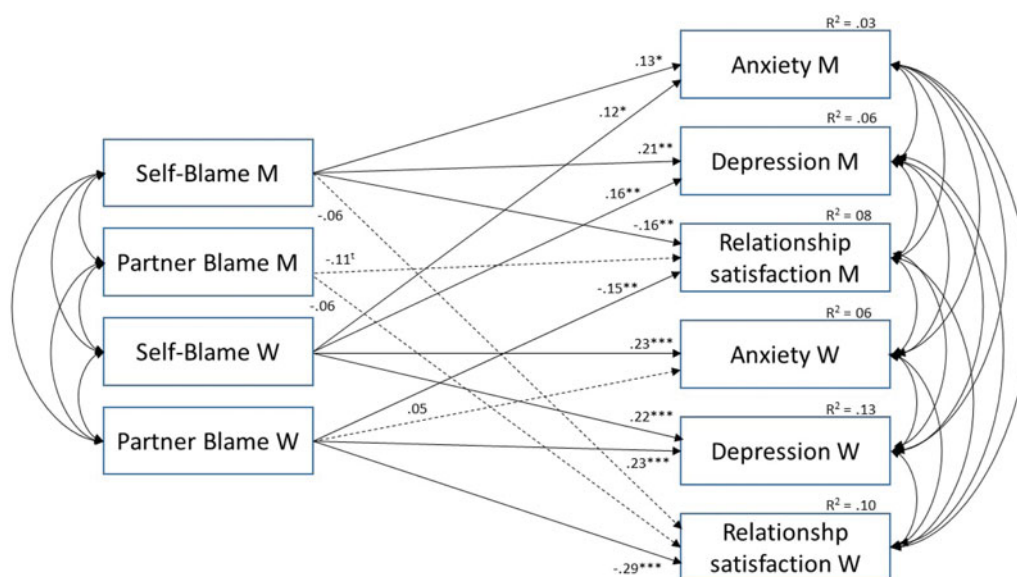 R² = .03
Anxiety M
.13*
.12*
R² = .06
Depression M
.21**
Self-Blame M
.16**
-.06
-.16**
R² = 08
Relationship
satisfaction M
Partner Blame M
-.11ᵗ
-.15**
-.06
R² = 06
Self-Blame W
.23***
Anxiety W
.05
R² = .13
.22***
Partner Blame W
Depression W
.23***
R² = .10
Relationshp
satisfaction W
-.29***